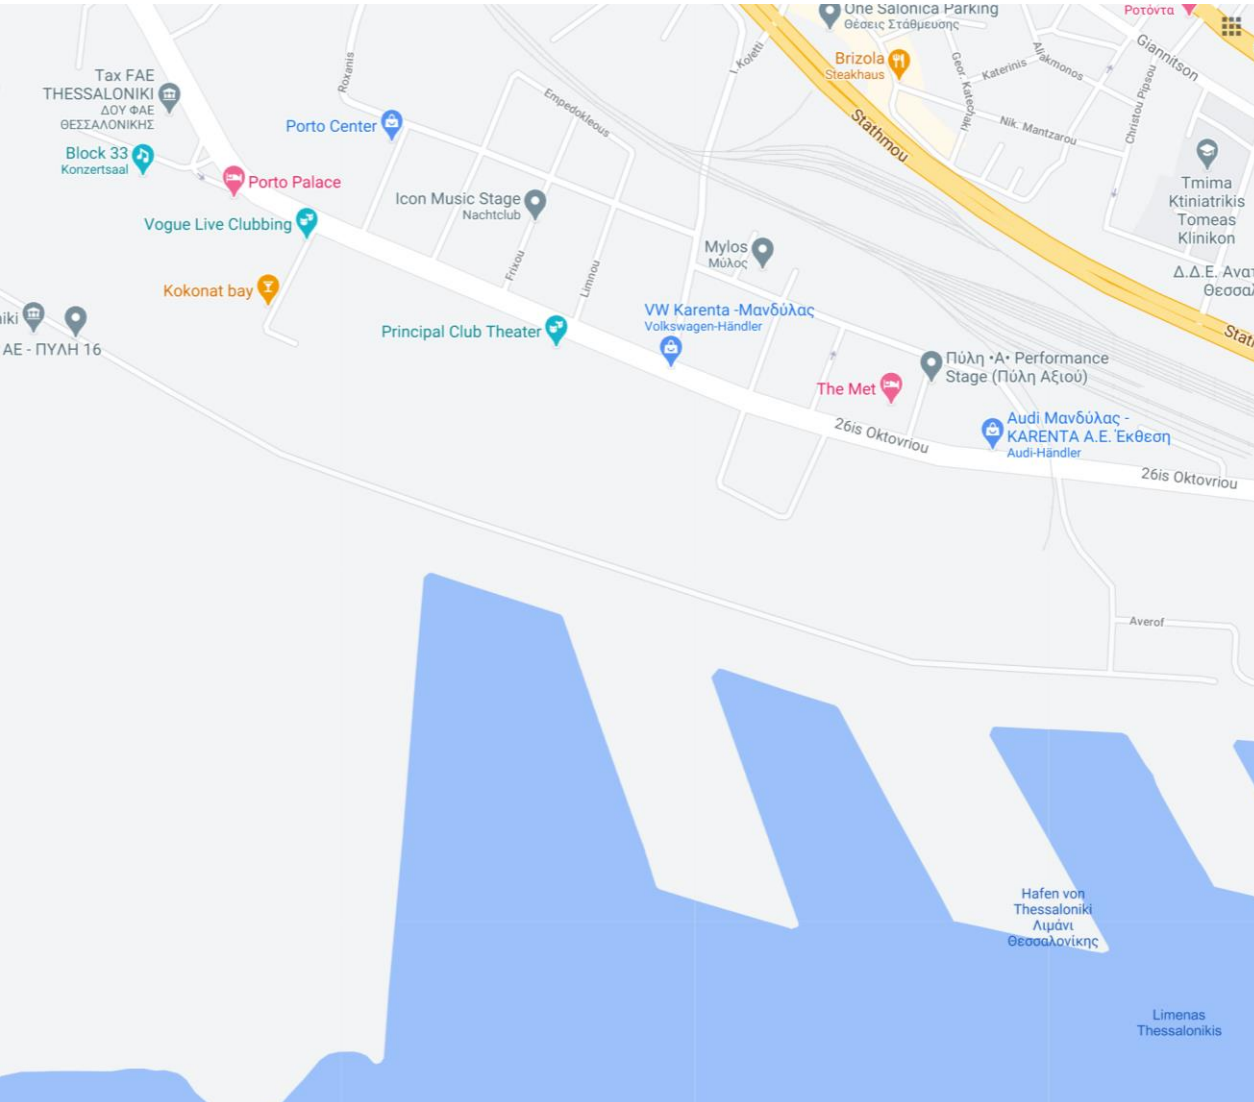 One Salonica Parking
Θέσεις Στάθμευσης
Ροτόντα
Giannitson
Brizola
Steakhaus
I. Koletti
Geor. Katechaki
Katerinis
Aliakmonos
Christou Pipsou
Roxanis
Tax FAE
THESSALONIKI
ΔΟΥ ΦΑΕ
ΘΕΣΣΑΛΟΝΙΚΗΣ
Empedokleous
Stathmou
Nik. Mantzarou
Porto Center
Block 33
Konzertsaal
Porto Palace
Tmima
Ktiniatrikis
Tomeas
Klinikon
Icon Music Stage
Nachtclub
Vogue Live Clubbing
Mylos
Μύλος
Frixou
Limnou
Δ.Δ.Ε. Ανατ
Θεσσαλ
Kokonat bay
iki
ΑΕ - ΠΥΛΗ 16
VW Karenta -Μανδύλας
Volkswagen-Händler
Principal Club Theater
Stat
Πύλη •Α• Performance
Stage (Πύλη Αξιού)
The Met
26is Oktovriou
Audi Μανδύλας -
KARENTA A.E. Έκθεση
Audi-Händler
26is Oktovriou
Averof
Hafen von
Thessaloniki
Λιμάνι
Θεσσαλονίκης
Limenas
Thessalonikis